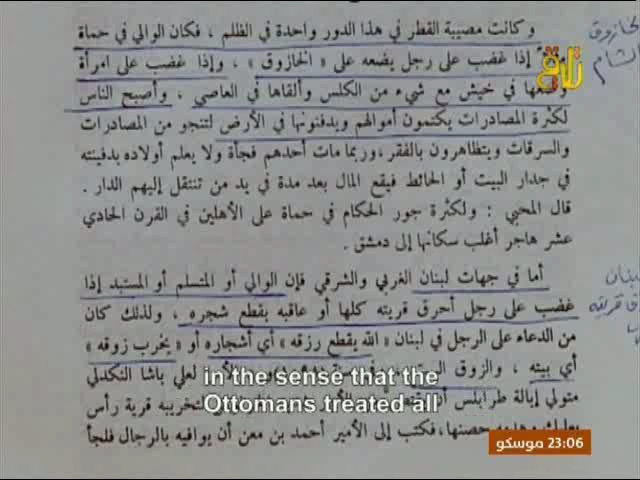 وكانت مصيبة القطر في هذا الدور واحدة في الظلم ، فكان الوالي في حماة
إذا غضب على رجل يضعه على « الخازوق » ، وإذا غضب على امرأة
في خيش مع شيء من الكلس وألقاها في العاصي ، وأصبح الناس
لكثرة المصادرات يكتمون أموالهم ويدفنونها في الأرض لتنجو من المصادرات
والسرقات ويتظاهرون بالفقر ، وربما مات أحدهم فجأة ولا يعلم أولاده بدفينته
في جدار البيت أو الحائط فيقع المال بعد مدة في يد من تنتقل إليهم الدار .
قال المحبي : ولكثرة جور الحكام في حماة على الأهلين في القرن الحادي
عشر هاجر أغلب سكانها إلى دمشق .
أما في جهات لبنان الغربي والشرقي فإن الوالي أو المتسلم أو المستبد إذا
غضب على رجل أحرق قريته كلها أو عاقبه بقطع شجره ، ولذلك كان
من الدعاء على الرجل في لبنان « الله يقطع رزقه » أي أشجاره أو « يخرب زوقه »
أي بيته ، والزوق
لعلي باشا النكدلي
متولي إيالة طرابلس
لتخريبه قرية رأس
حصنها ، فكتب إلى الأمير أحمد بن معن أن يوافيه بالرجال فلجأ
الخازوق
الشام
لبنان
قريته
تلاقي
in the sense that the
Ottomans treated all
23:06 موسكو